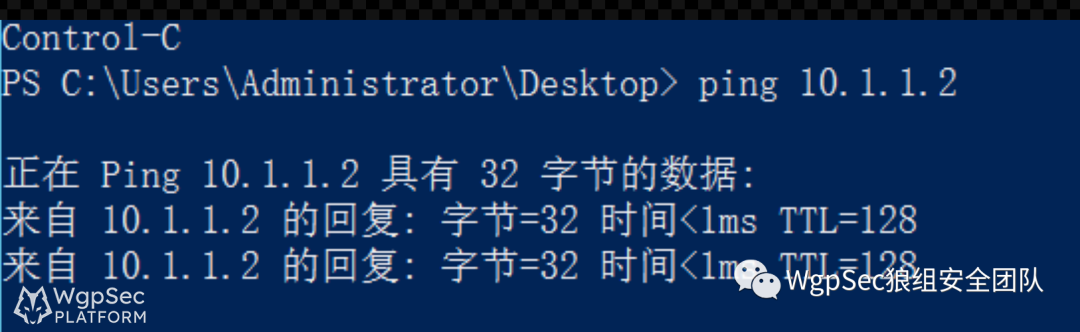 Control-C
PS C:\Users\Administrator\Desktop> ping 10.1.1.2
正在 Ping 10.1.1.2 具有 32 字节的数据:
来自 10.1.1.2 的回复: 字节=32 时间<1ms TTL=128
来自 10.1.1.2 的回复: 字节=32 时间<1ms TTL=128
WgpSec狼组安全团队
WgpSec
PLATFORM